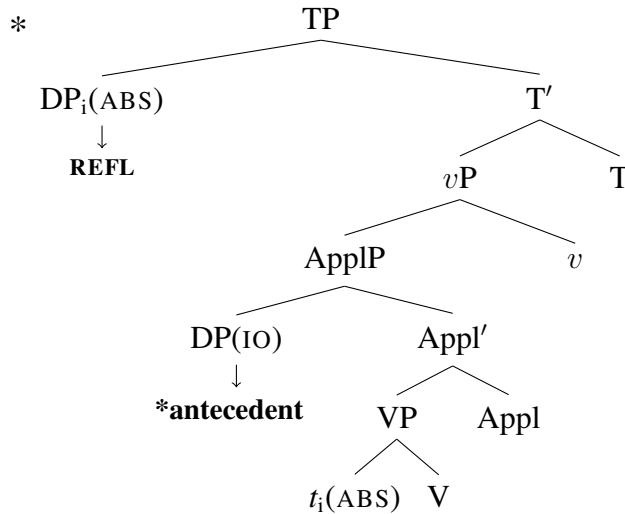 * TP
DPᵢ(ABS) T′
↓
REFL
vP T
ApplP v
DP(IO) Appl′
↓
*antecedent VP Appl
tᵢ(ABS) V